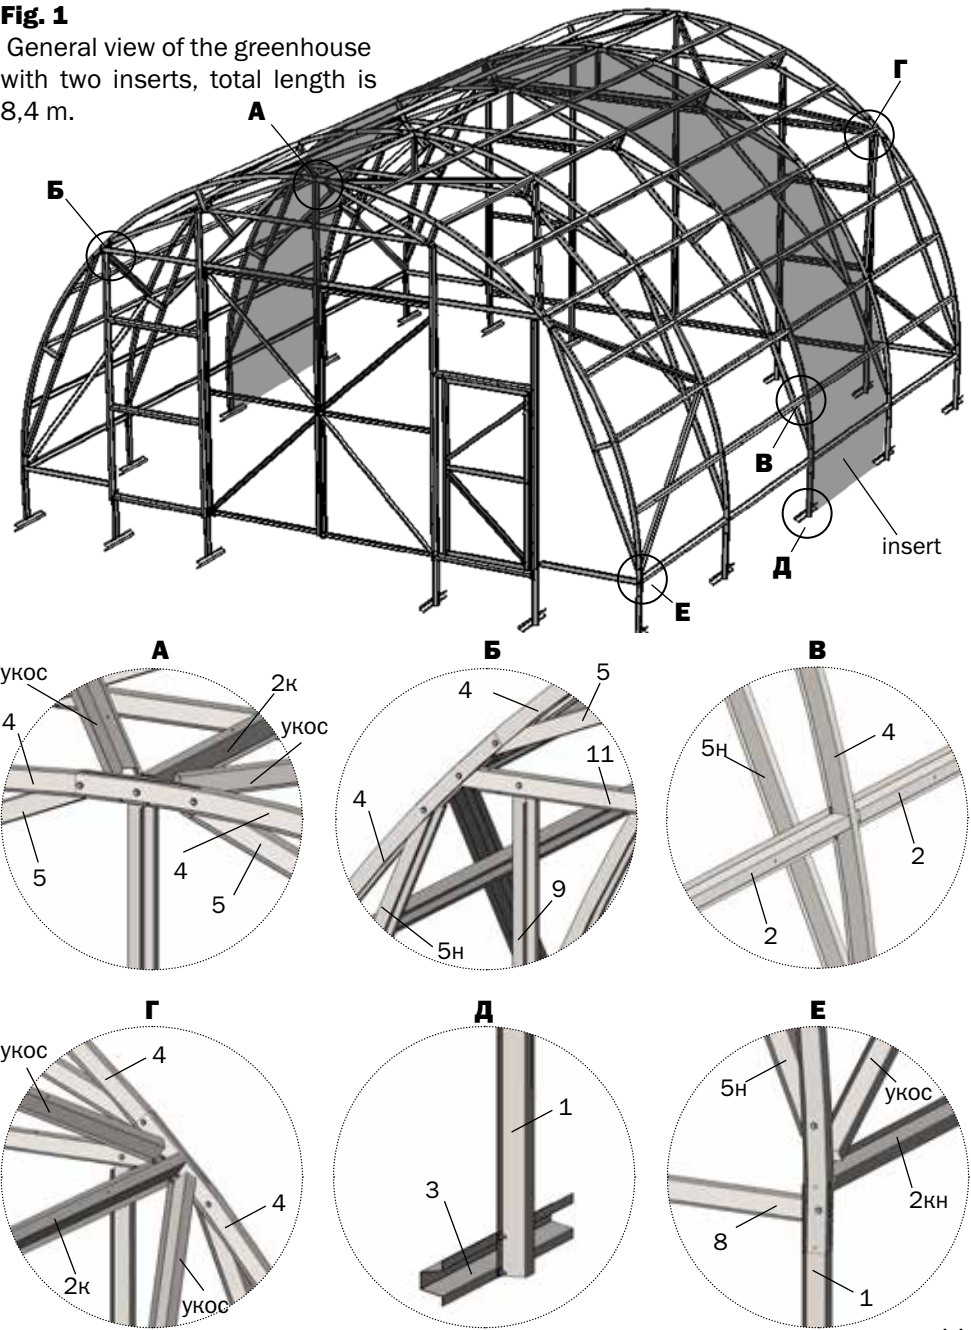 Fig. 1
General view of the greenhouse
with two inserts, total length is
8,4 m.
А
Г
Б
В
insert
Д
Е
А
укос
2к
укос
4
4
5
5
Б
4
5
11
4
9
5н
В
5н
4
2
2
Г
укос
4
4
2к
укос
Д
1
3
Е
5н
укос
2кн
8
1